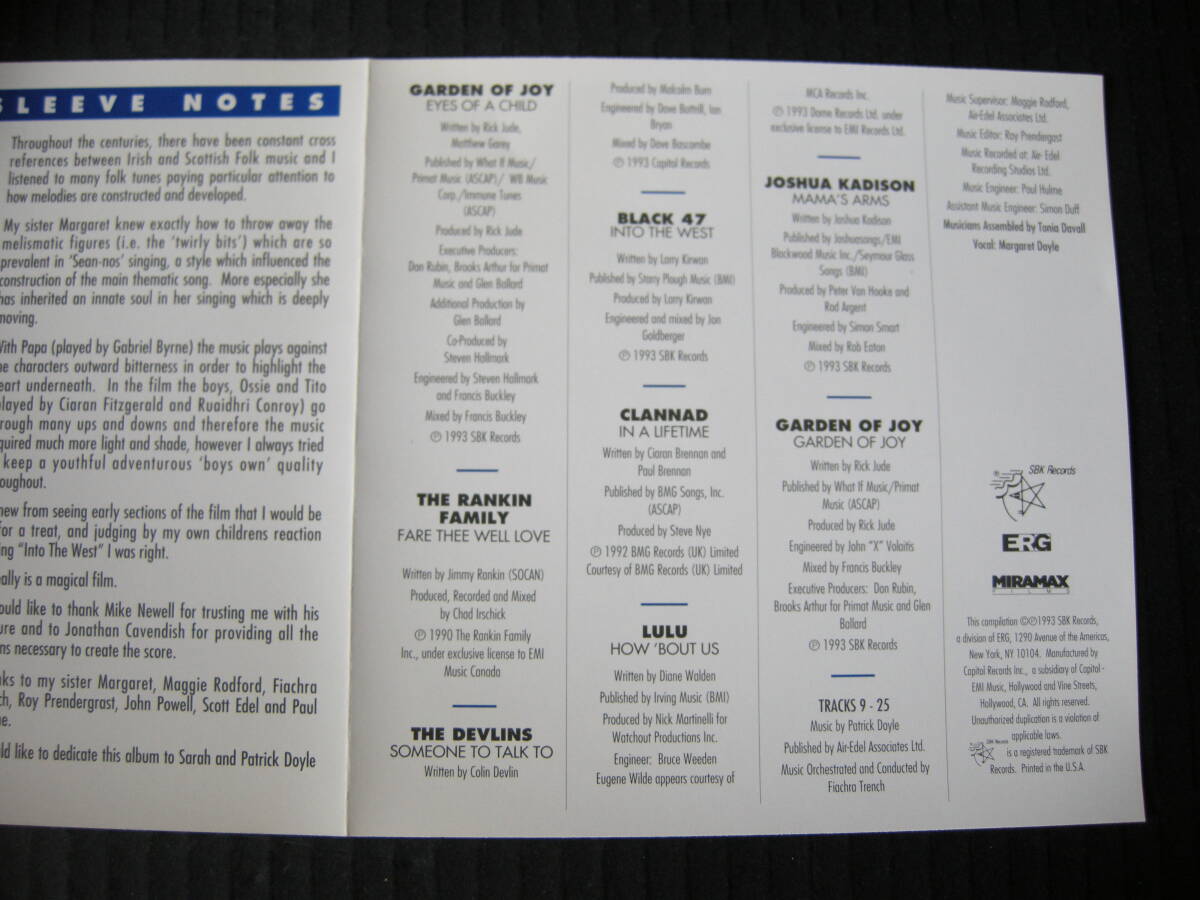 SLEEVE NOTES
Throughout the centuries, there have been constant cross
references between Irish and Scottish Folk music and I
listened to many folk tunes paying particular attention to
how melodies are constructed and developed.
My sister Margaret knew exactly how to throw away the
melismatic figures (i.e. the 'twirly bits') which are so
prevalent in 'Sean-nos' singing, a style which influenced the
construction of the main thematic song. More especially she
has inherited an innate soul in her singing which is deeply
moving.
With Papa (played by Gabriel Byrne) the music plays against
characters outward bitterness in order to highlight the
underneath. In the film the boys, Ossie and Tito
played by Ciaran Fitzgerald and Ruaidhri Conroy) go
many ups and downs and therefore the music
much more light and shade, however I always tried
keep a youthful adventurous 'boys own' quality
from seeing early sections of the film that I would be
for a treat, and judging by my own childrens reaction
"Into The West" I was right.
is a magical film.
like to thank Mike Newell for trusting me with his
and to Jonathan Cavendish for providing all the
necessary to create the score.
to my sister Margaret, Maggie Rodford, Fiachra
Roy Prendergrast, John Powell, Scott Edel and Paul
like to dedicate this album to Sarah and Patrick Doyle
GARDEN OF JOY
EYES OF A CHILD
Written by Rick Jude,
Matthew Garey
Published by What If Music/
Primat Music (ASCAP)/ WB Music
Corp./Immune Tunes
(ASCAP)
Produced by Rick Jude
Executive Producers:
Don Rubin, Brooks Arthur for Primat
Music and Glen Ballard
Additional Production by
Glen Ballard
Co-Produced by
Steven Hallmark
Engineered by Steven Hallmark
and Francis Buckley
Mixed by Francis Buckley
℗ 1993 SBK Records
THE RANKIN
FAMILY
FARE THEE WELL LOVE
Written by Jimmy Rankin (SOCAN)
Produced, Recorded and Mixed
by Chad Irschick
℗ 1990 The Rankin Family
Inc., under exclusive license to EMI
Music Canada
THE DEVLINS
SOMEONE TO TALK TO
Written by Colin Devlin
Produced by Malcolm Burn
Engineered by Dave Bottrill, Ian
Bryan
Mixed by Dave Bascombe
℗ 1993 Capitol Records
BLACK 47
INTO THE WEST
Written by Larry Kirwan
Published by Starry Plough Music (BMI)
Produced by Larry Kirwan
Engineered and mixed by Jon
Goldberger
℗ 1993 SBK Records
CLANNAD
IN A LIFETIME
Written by Ciaran Brennan and
Paul Brennan
Published by BMG Songs, Inc.
(ASCAP)
Produced by Steve Nye
℗ 1992 BMG Records (UK) Limited
Courtesy of BMG Records (UK) Limited
LULU
HOW 'BOUT US
Written by Diane Walden
Published by Irving Music (BMI)
Produced by Nick Martinelli for
Watchout Productions Inc.
Engineer: Bruce Weeden
Eugene Wilde appears courtesy of
MCA Records Inc.
℗ 1993 Dome Records Ltd. under
exclusive license to EMI Records Ltd.
JOSHUA KADISON
MAMA'S ARMS
Written by Joshua Kadison
Published by Joshuasongs/EMI
Blackwood Music Inc./Seymour Glass
Songs (BMI)
Produced by Peter Van Hooke and
Rod Argent
Engineered by Simon Smart
Mixed by Rob Eaton
℗ 1993 SBK Records
GARDEN OF JOY
GARDEN OF JOY
Written by Rick Jude
Published by What If Music/Primat
Music (ASCAP)
Produced by Rick Jude
Engineered by John "X" Volaitis
Mixed by Francis Buckley
Executive Producers: Don Rubin,
Brooks Arthur for Primat Music and Glen
Ballard
℗ 1993 SBK Records
TRACKS 9 - 25
Music by Patrick Doyle
Published by Air-Edel Associates Ltd.
Music Orchestrated and Conducted by
Fiachra Trench
Music Supervisor: Maggie Rodford,
Air-Edel Associates Ltd.
Music Editor: Roy Prendergast
Music Recorded at: Air-Edel
Recording Studios Ltd.
Music Engineer: Paul Hulme
Assistant Music Engineer: Simon Duff
Musicians Assembled by Tonia Davall
Vocal: Margaret Doyle
SBK Records
ERG
MIRAMAX
FILMS
This compilation ©℗1993 SBK Records,
a division of ERG, 1290 Avenue of the Americas,
New York, NY 10104. Manufactured by
Capitol Records Inc., a subsidiary of Capitol-
EMI Music, Hollywood and Vine Streets,
Hollywood, CA. All rights reserved.
Unauthorized duplication is a violation of
applicable laws.
SBK Records is a registered trademark of SBK
Records. Printed in the U.S.A.